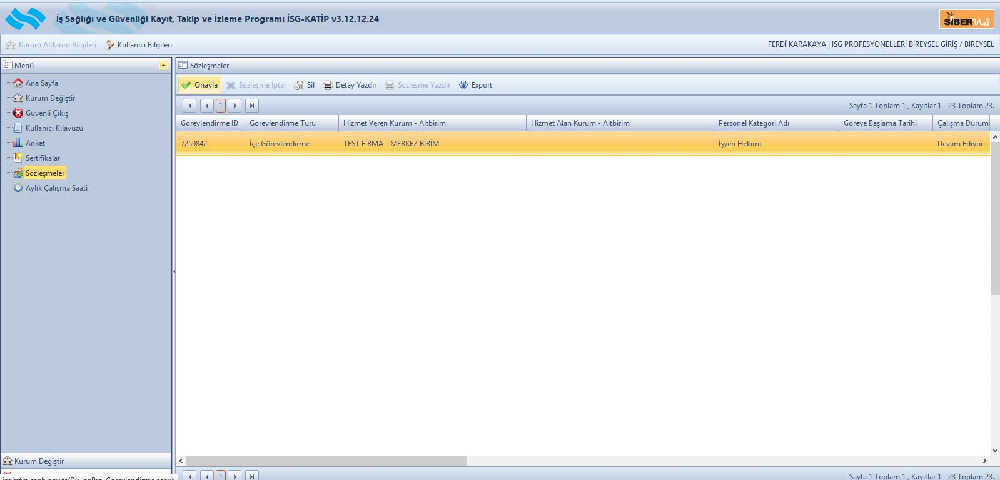 İş Sağlığı ve Güvenliği Kayıt, Takip ve İzleme Programı İSG-KATİP v3.12.12.24
SİBERUS
Kurum Altbirim Bilgileri Kullanıcı Bilgileri
FERDİ KARAKAYA | ISG PROFESYONELLERİ BİREYSEL GİRİŞ / BIREYSEL
Menü
Ana Sayfa
Kurum Değiştir
Güvenli Çıkış
Kullanıcı Kılavuzu
Anket
Sertifikalar
Sözleşmeler
Aylık Çalışma Saati
Kurum Değiştir
Sözleşmeler
Onayla Sözleşme İptal Sil Detay Yazdır Sözleşme Yazdır Export
1
Sayfa 1 Toplam 1 , Kayıtlar 1 - 23 Toplam 23.
Görevlendirme ID Görevlendirme Türü Hizmet Veren Kurum - Altbirim Hizmet Alan Kurum - Altbirim Personel Kategori Adı Göreve Başlama Tarihi Çalışma Durum
7259842 İçe Görevlendirme TEST FİRMA - MERKEZ BİRİM İşyeri Hekimi Devam Ediyor
1
Sayfa 1 Toplam 1 , Kayıtlar 1 - 23 Toplam 23.